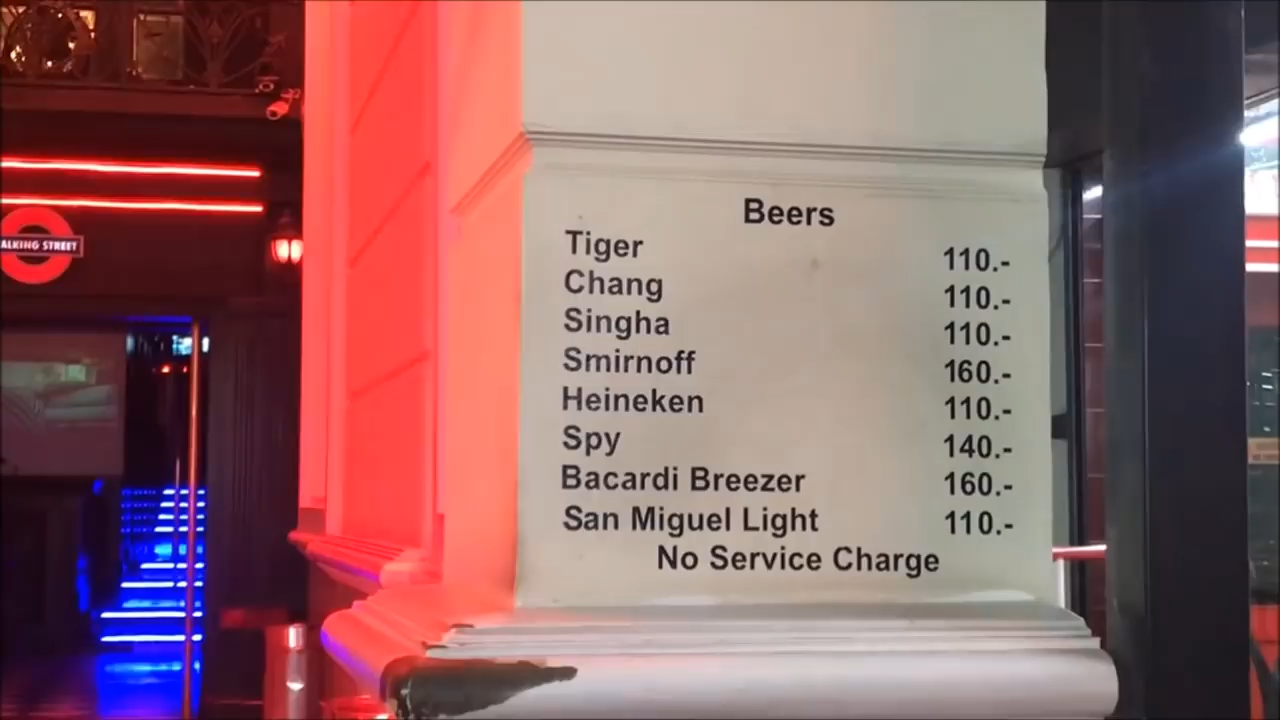 ALKING STREET
Beers
Tiger 110.-
Chang 110.-
Singha 110.-
Smirnoff 160.-
Heineken 110.-
Spy 140.-
Bacardi Breezer 160.-
San Miguel Light 110.-
No Service Charge